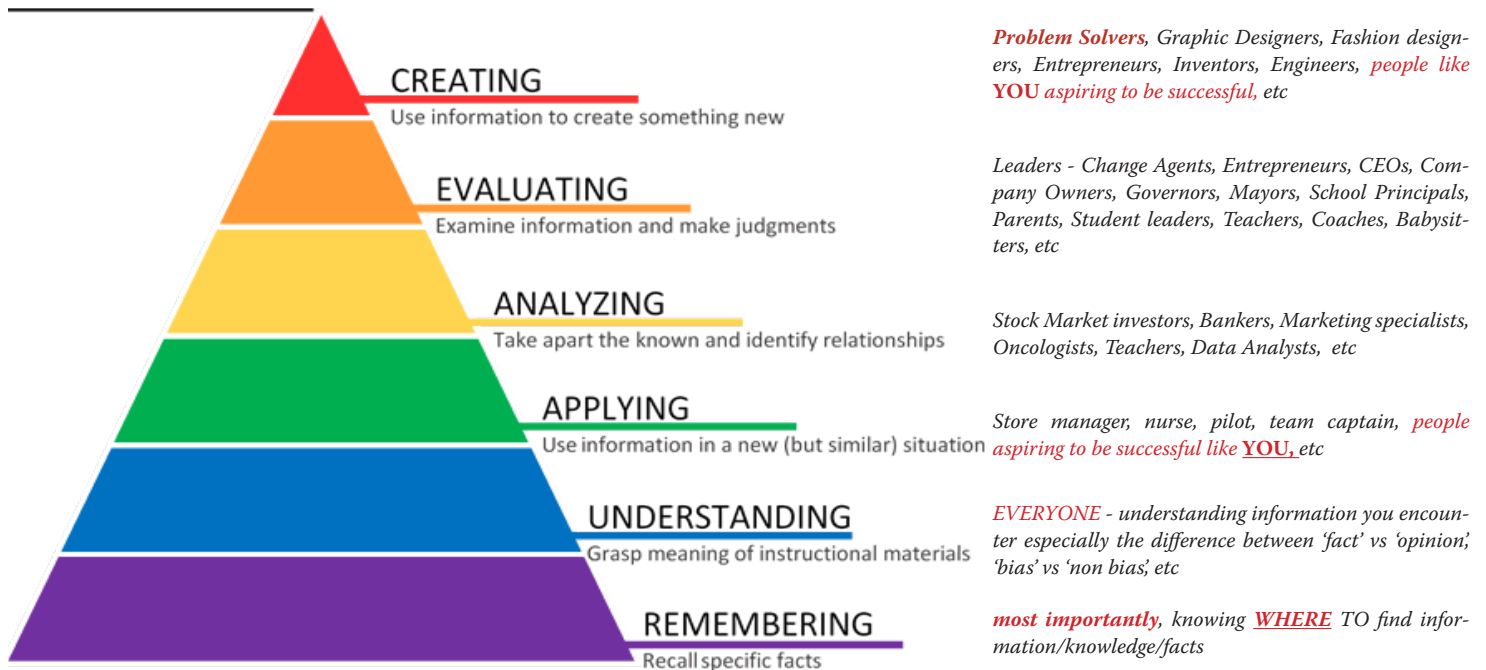 CREATING
Use information to create something new
Problem Solvers, Graphic Designers, Fashion design-
ers, Entrepreneurs, Inventors, Engineers, people like
YOU aspiring to be successful, etc
EVALUATING
Examine information and make judgments
Leaders - Change Agents, Entrepreneurs, CEOs, Com-
pany Owners, Governors, Mayors, School Principals,
Parents, Student leaders, Teachers, Coaches, Babysit-
ters, etc
ANALYZING
Take apart the known and identify relationships
Stock Market investors, Bankers, Marketing specialists,
Oncologists, Teachers, Data Analysts, etc
APPLYING
Use information in a new (but similar) situation
Store manager, nurse, pilot, team captain, people
aspiring to be successful like YOU, etc
UNDERSTANDING
Grasp meaning of instructional materials
EVERYONE - understanding information you encoun-
ter especially the difference between ‘fact’ vs ‘opinion’,
‘bias’ vs ‘non bias’, etc
REMEMBERING
Recall specific facts
most importantly, knowing WHERE TO find infor-
mation/knowledge/facts